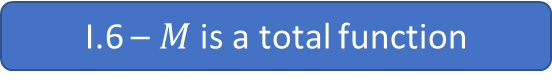 I.6 – 𝑀 is a total function